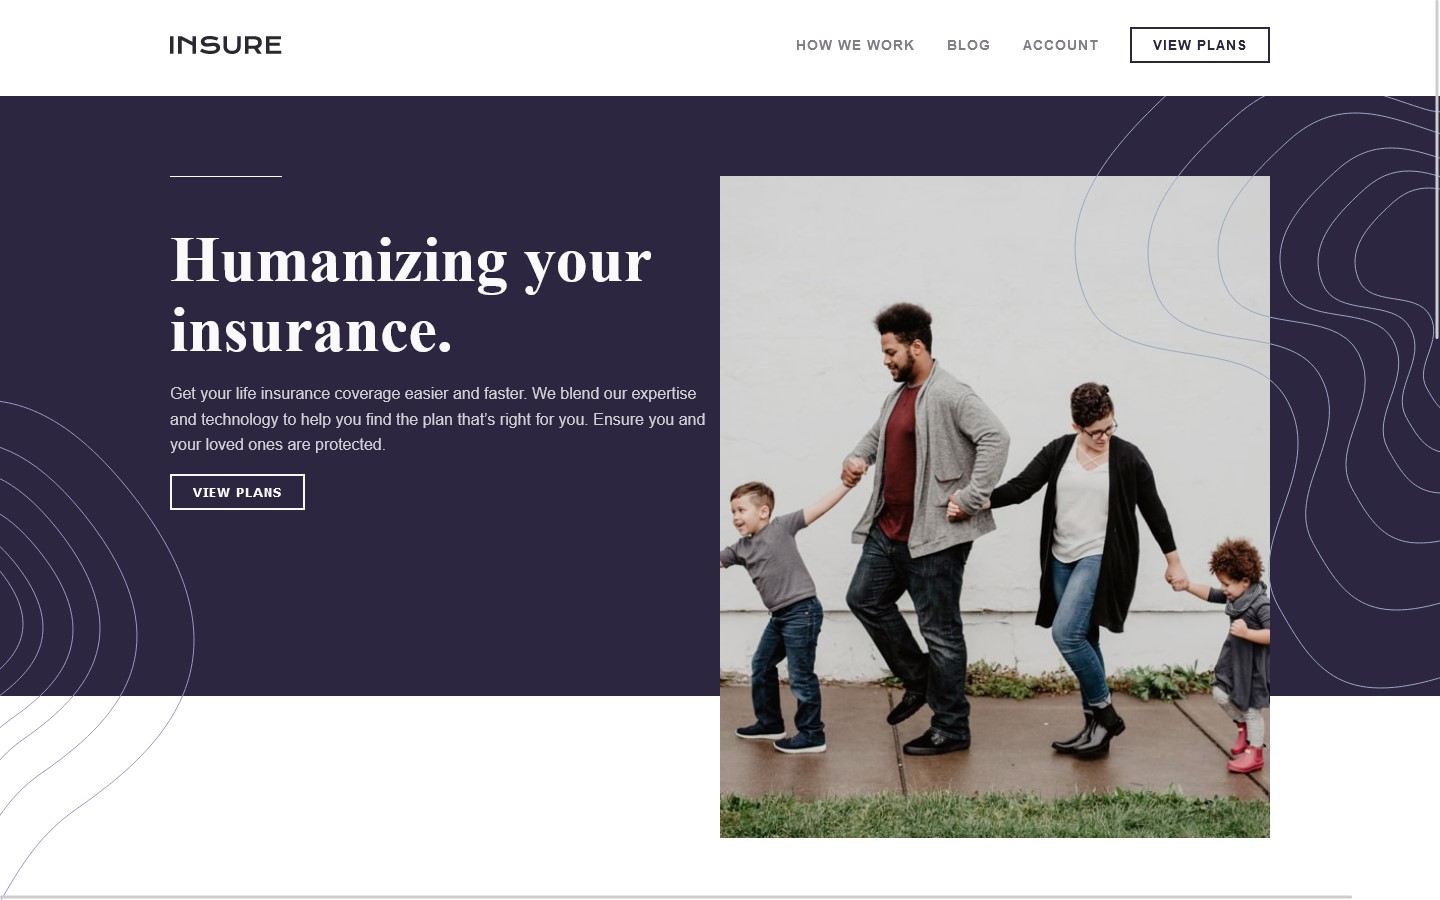 INSURE
HOW WE WORK
BLOG
ACCOUNT
VIEW PLANS
Humanizing your
insurance.
Get your life insurance coverage easier and faster. We blend our expertise
and technology to help you find the plan that’s right for you. Ensure you and
your loved ones are protected.
VIEW PLANS